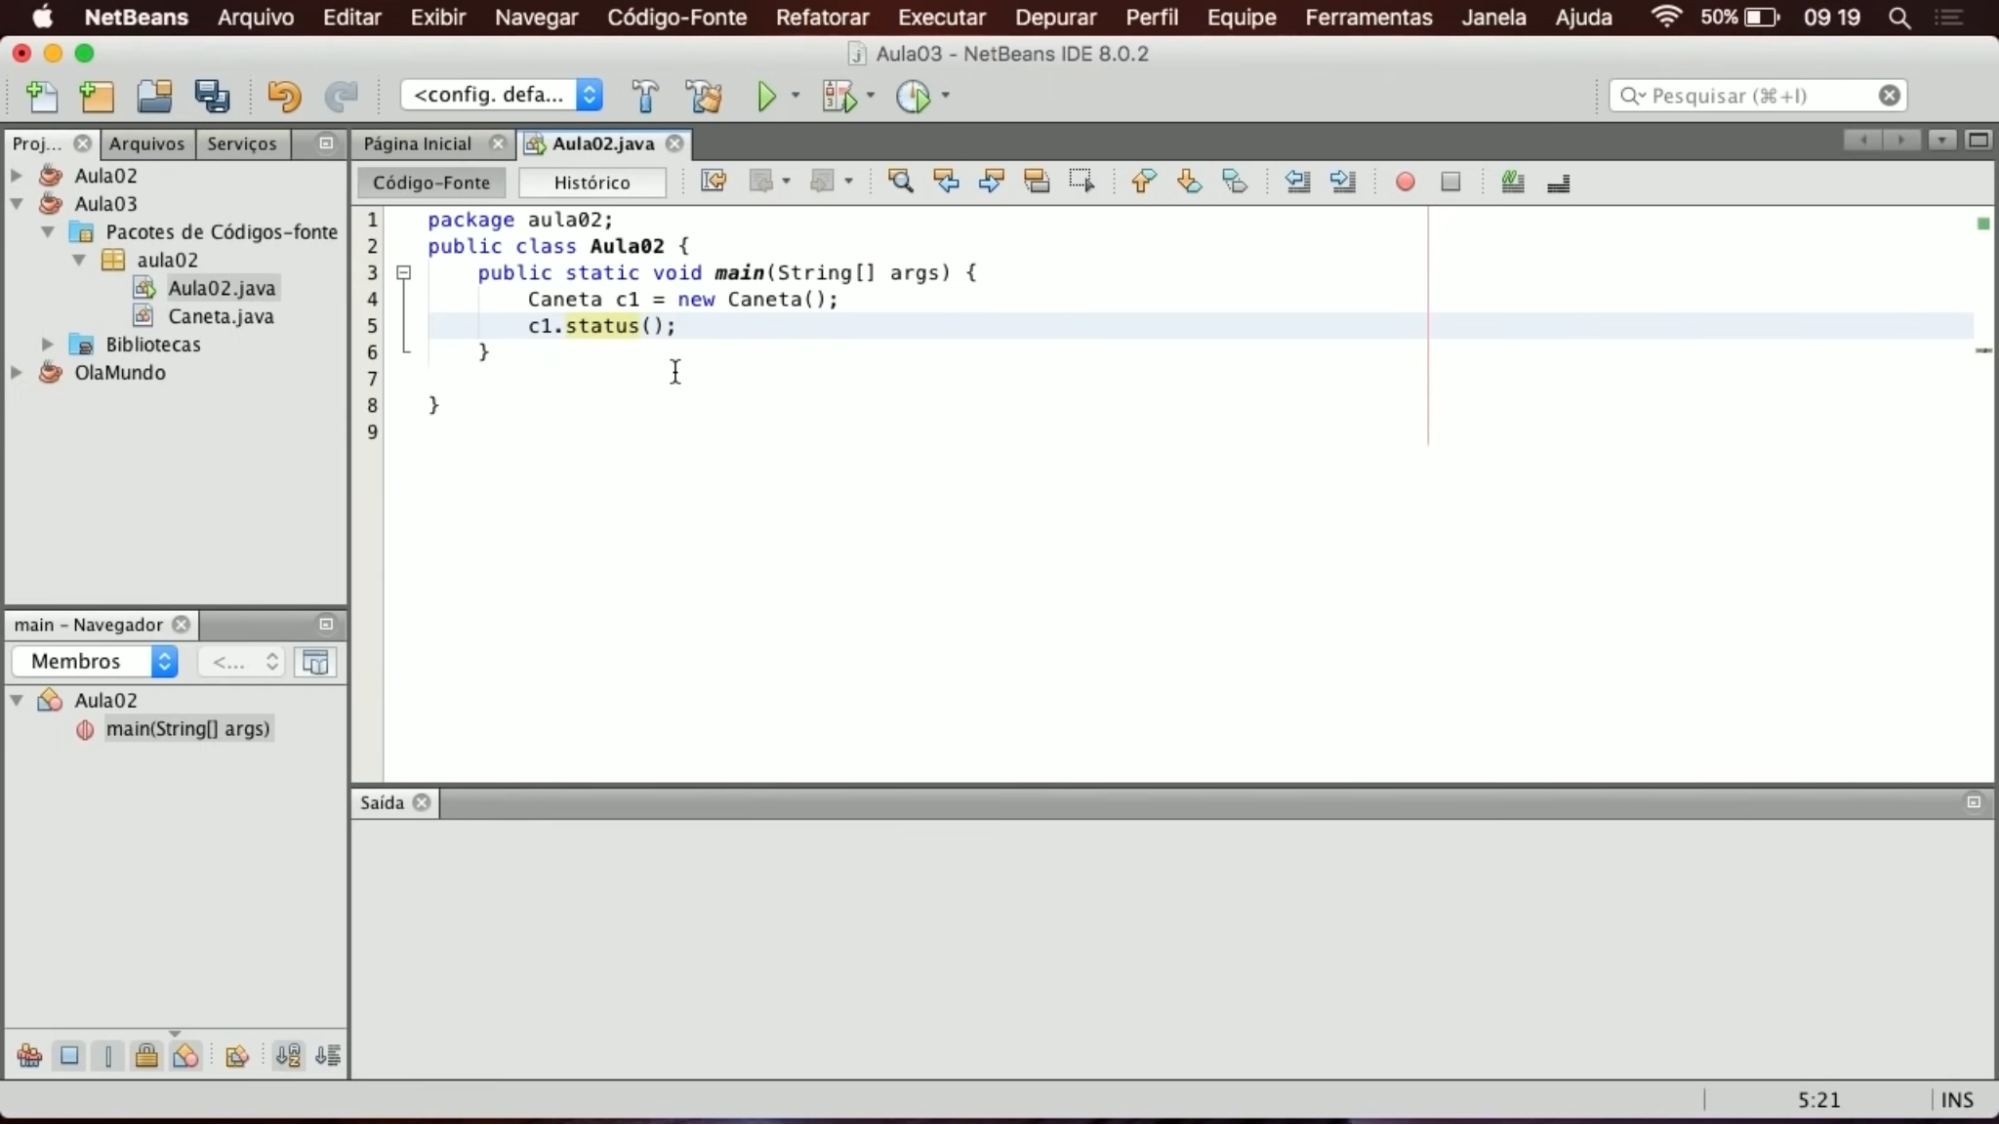 NetBeans Arquivo Editar Exibir Navegar Código-Fonte Refatorar Executar Depurar Perfil Equipe Ferramentas Janela Ajuda 50% 09 19
Aula03 - NetBeans IDE 8.0.2
<config. defa... Pesquisar (⌘+I)
Proj... Arquivos Serviços Página Inicial Aula02.java
Código-Fonte Histórico
Aula02
Aula03
Pacotes de Códigos-fonte
aula02
Aula02.java
Caneta.java
Bibliotecas
OlaMundo
1 package aula02;
2 public class Aula02 {
3 public static void main(String[] args) {
4 Caneta c1 = new Caneta();
5 c1.status();
6 }
7
8 }
9
main - Navegador
Membros <...
Aula02
main(String[] args)
Saída
5:21 INS